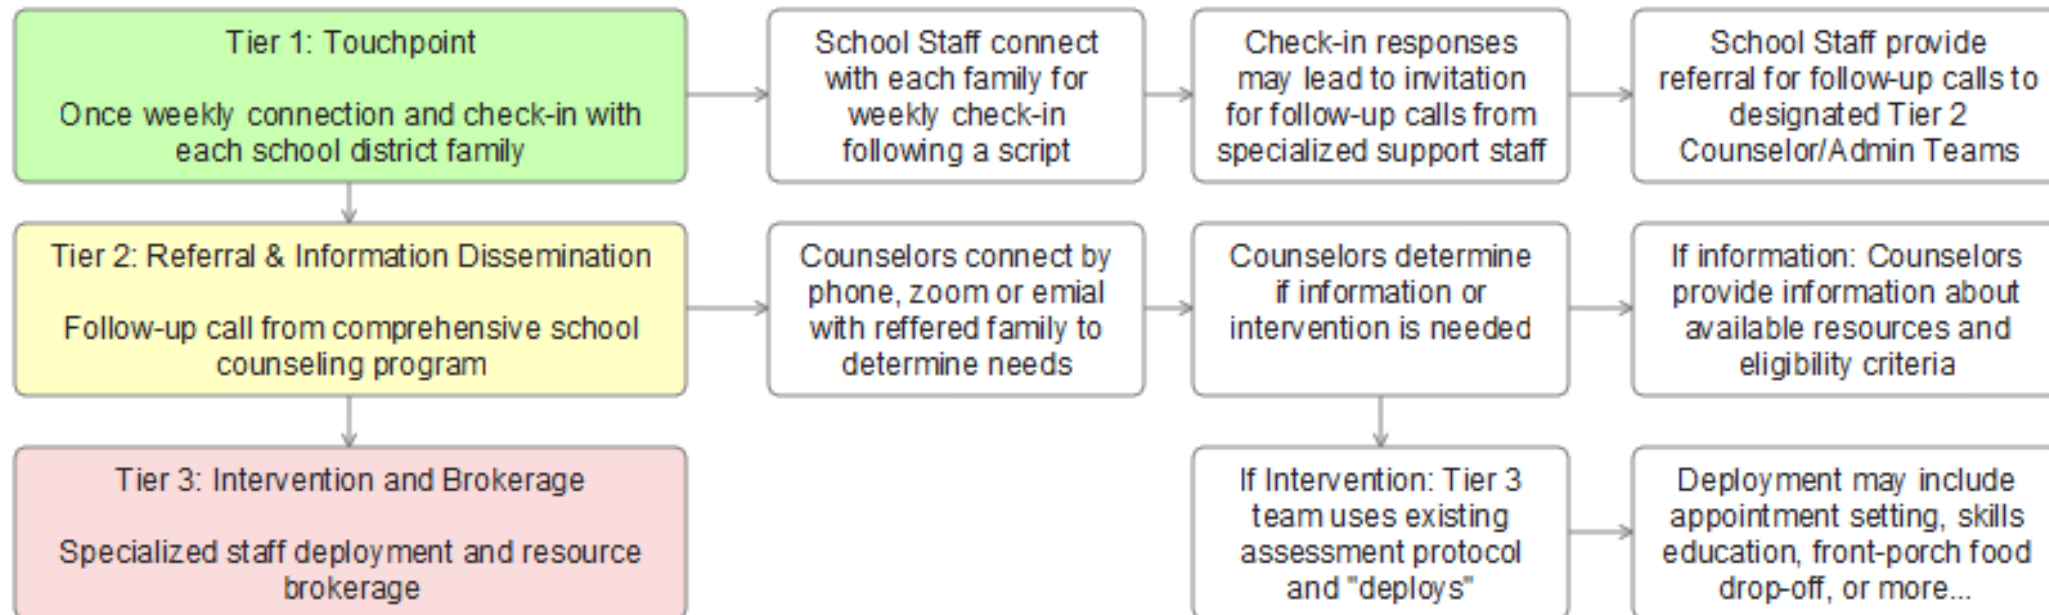 Tier 1: Touchpoint
Once weekly connection and check-in with
each school district family
School Staff connect
with each family for
weekly check-in
following a script
Check-in responses
may lead to invitation
for follow-up calls from
specialized support staff
School Staff provide
referral for follow-up calls to
designated Tier 2
Counselor/Admin Teams
Tier 2: Referral & Information Dissemination
Follow-up call from comprehensive school
counseling program
Counselors connect by
phone, zoom or emial
with reffered family to
determine needs
Counselors determine
if information or
intervention is needed
If information: Counselors
provide information about
available resources and
eligibility criteria
Tier 3: Intervention and Brokerage
Specialized staff deployment and resource
brokerage
If Intervention: Tier 3
team uses existing
assessment protocol
and "deploys"
Deployment may include
appointment setting, skills
education, front-porch food
drop-off, or more...